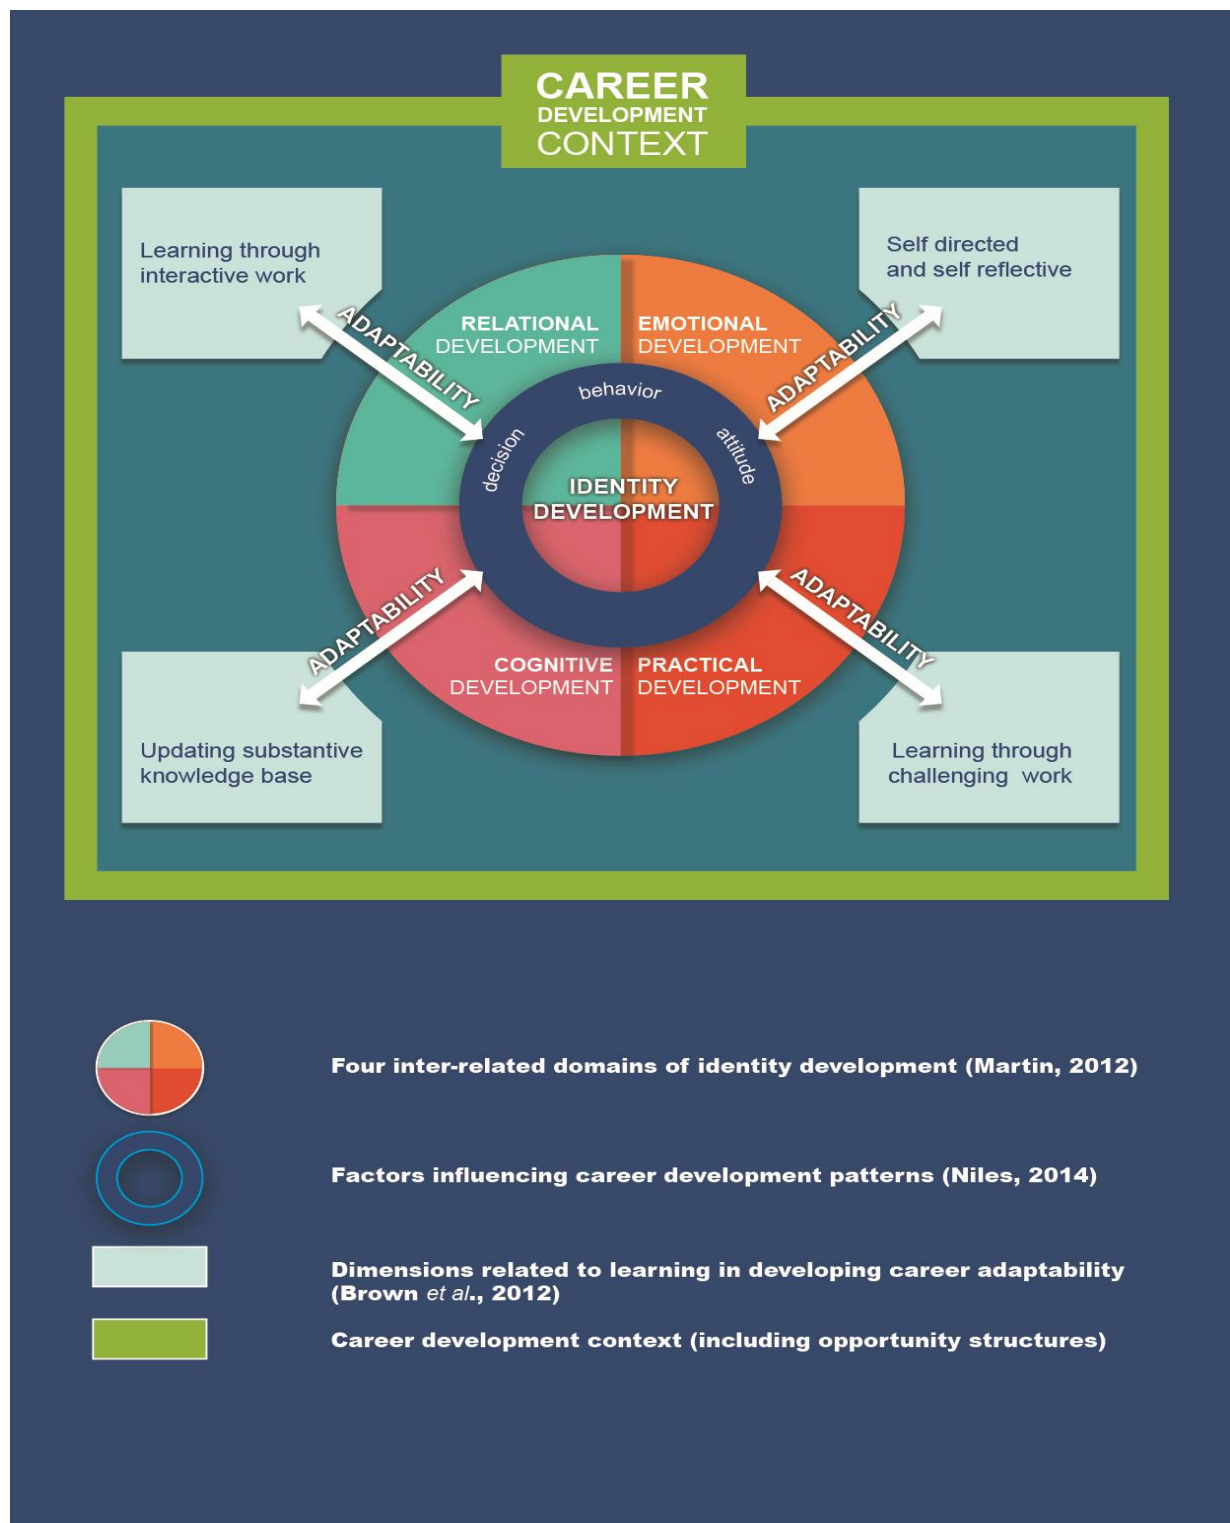 CAREER
DEVELOPMENT
CONTEXT
Learning through
interactive work
Self directed
and self reflective
ADAPTABILITY
ADAPTABILITY
RELATIONAL
DEVELOPMENT
EMOTIONAL
DEVELOPMENT
behavior
decision
attitude
IDENTITY
DEVELOPMENT
ADAPTABILITY
ADAPTABILITY
COGNITIVE
DEVELOPMENT
PRACTICAL
DEVELOPMENT
Updating substantive
knowledge base
Learning through
challenging work
Four inter-related domains of identity development (Martin, 2012)
Factors influencing career development patterns (Niles, 2014)
Dimensions related to learning in developing career adaptability
(Brown et al., 2012)
Career development context (including opportunity structures)